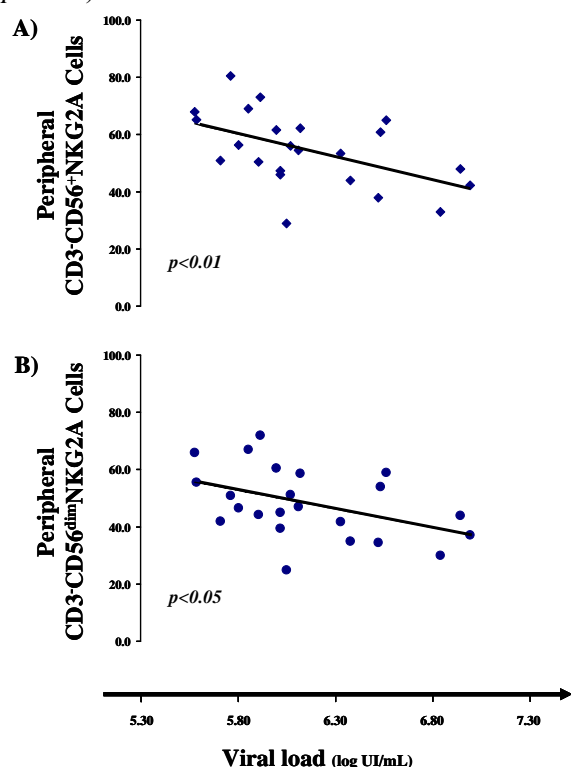 A)
100.0
80.0
60.0
40.0
20.0
0.0
Peripheral
CD3-CD56+NKG2A Cells
p<0.01
B)
100.0
80.0
60.0
40.0
20.0
0.0
Peripheral
CD3-CD56dimNKG2A Cells
p<0.05
5.30 5.80 6.30 6.80 7.30
Viral load (log UI/mL)